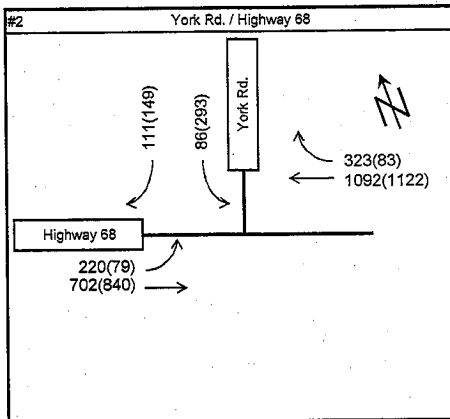 #2
York Rd. / Highway 68
111(149)
86(293)
York Rd.
N
323(83)
1092(1122)
Highway 68
220(79)
702(840)